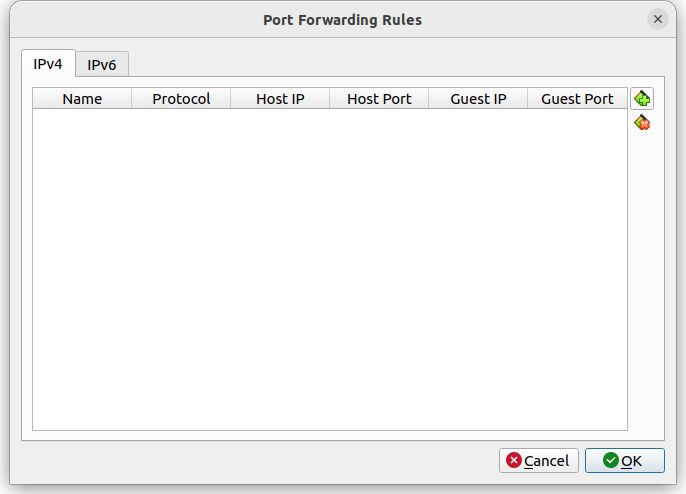 Port Forwarding Rules
IPv4 IPv6
Name Protocol Host IP Host Port Guest IP Guest Port
Cancel OK